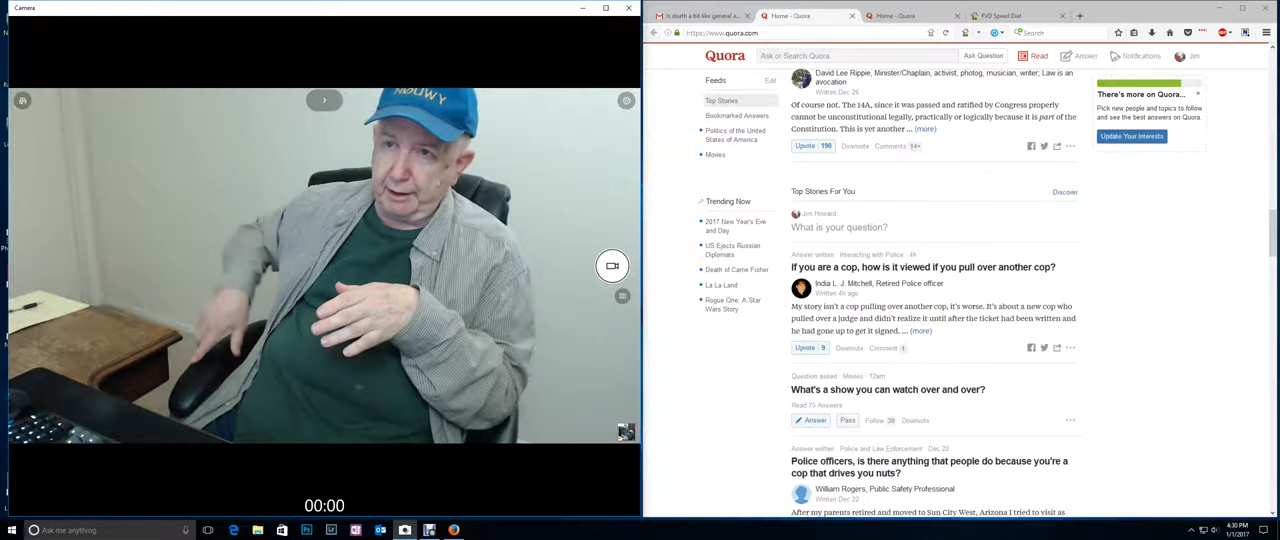 Camera
NOUWY
00:00
Is death a bit like general a...
Home - Quora
Home - Quora
FVD Speed Dial
https://www.quora.com
Search
Quora
Ask or Search Quora
Ask Question
Read
Answer
Notifications
Jim
Feeds
Edit
Top Stories
Bookmarked Answers
Politics of the United
States of America
Movies
Trending Now
2017 New Year's Eve
and Day
US Ejects Russian
Diplomats
Death of Carrie Fisher
La La Land
Rogue One: A Star
Wars Story
David Lee Rippie, Minister/Chaplain, activist, photog, musician, writer; Law is an
avocation
Written Dec 26
Of course not. The 14A, since it was passed and ratified by Congress properly
cannot be unconstitutional legally, practically or logically because it is part of the
Constitution. This is yet another ... (more)
Upvote 190 Downvote Comments 14+
Top Stories For You
Discover
Jim Howard
What is your question?
Answer written · Interacting with Police · 4h
If you are a cop, how is it viewed if you pull over another cop?
India L. J. Mitchell, Retired Police officer
Written 4h ago
My story isn't a cop pulling over another cop, it's worse. It's about a new cop who
pulled over a judge and didn't realize it until after the ticket had been written and
he had gone up to get it signed. ... (more)
Upvote 9 Downvote Comment 1
Question asked · Movies · 12am
What's a show you can watch over and over?
Read 75 Answers
Answer Pass Follow 30 Downvote
Answer written · Police and Law Enforcement · Dec 22
Police officers, is there anything that people do because you're a
cop that drives you nuts?
William Rogers, Public Safety Professional
Written Dec 22
After my parents retired and moved to Sun City West, Arizona I tried to visit as
There's more on Quora...
Pick new people and topics to follow
and see the best answers on Quora.
Update Your Interests
Ask me anything
4:30 PM
1/1/2017